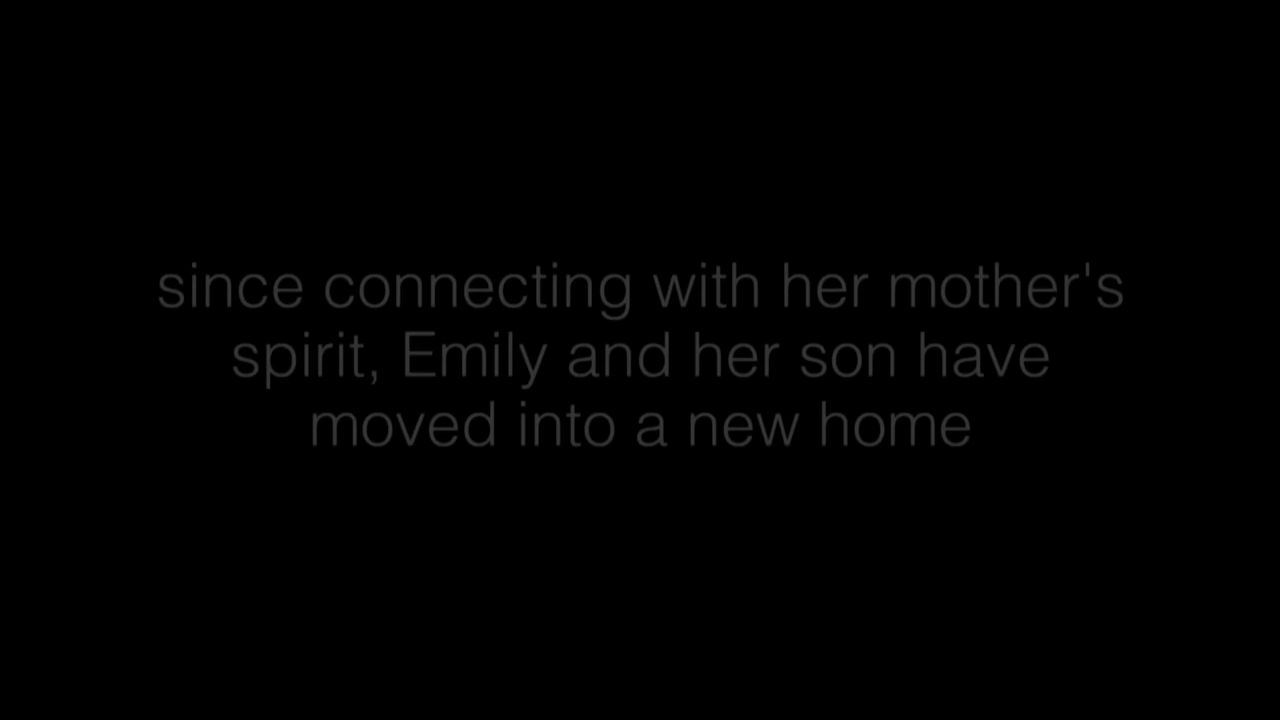 since connecting with her mother's
spirit, Emily and her son have
moved into a new home